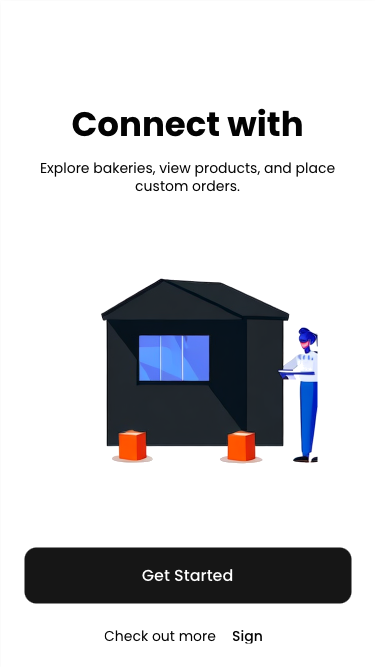 Connect with
Explore bakeries, view products, and place
custom orders.
Get Started
Check out more Sign